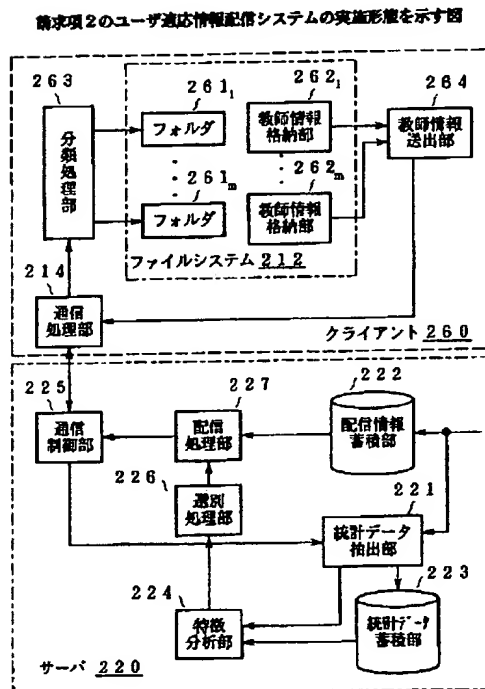 請求項2のユーザ適応情報配信システムの実施形態を示す図
263
分類処理部
261₁
フォルダ
261ₘ
フォルダ
262₁
教師情報
格納部
262ₘ
教師情報
格納部
264
教師情報
送出部
ファイルシステム 212
214
通信
処理部
クライアント 260
225
通信
制御部
227
配信
処理部
222
配信情報
蓄積部
226
選別
処理部
221
統計データ
抽出部
224
特徴
分析部
223
統計データ
蓄積部
サーバ 220